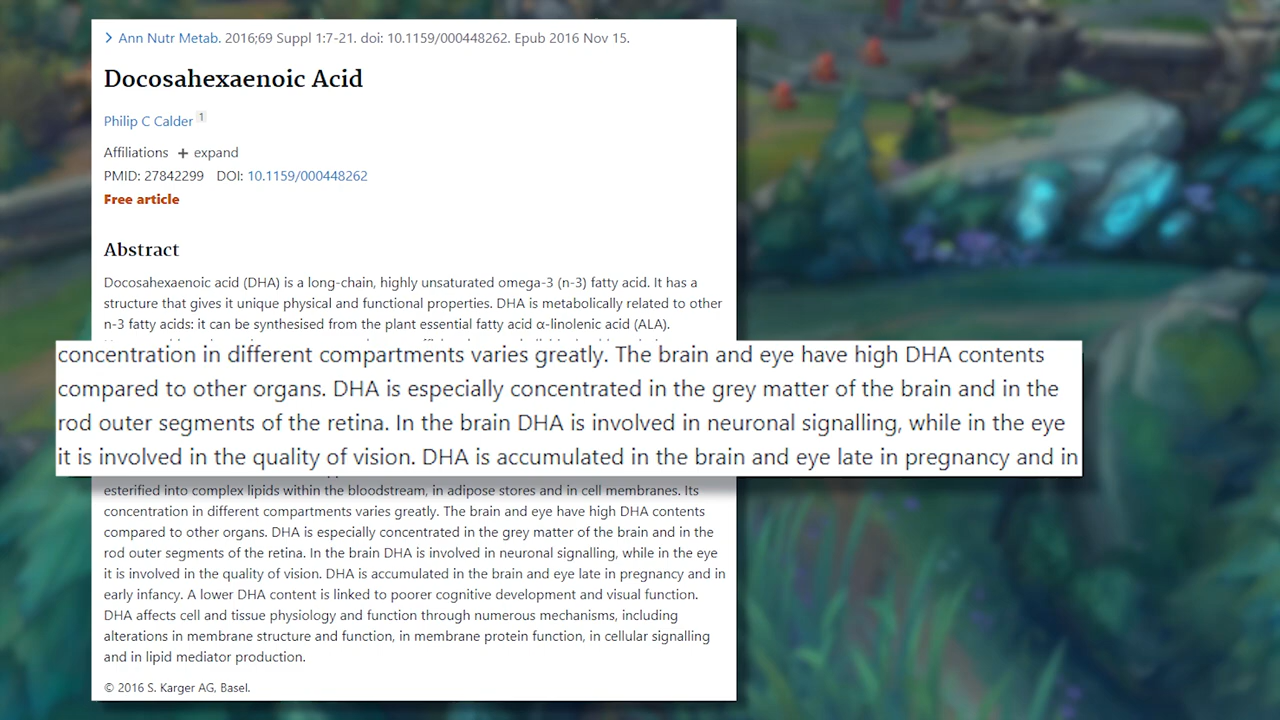 Ann Nutr Metab. 2016;69 Suppl 1:7-21. doi: 10.1159/000448262. Epub 2016 Nov 15.
Docosahexaenoic Acid
Philip C Calder 1
Affiliations + expand
PMID: 27842299 DOI: 10.1159/000448262
Free article
Abstract
Docosahexaenoic acid (DHA) is a long-chain, highly unsaturated omega-3 (n-3) fatty acid. It has a
structure that gives it unique physical and functional properties. DHA is metabolically related to other
n-3 fatty acids: it can be synthesised from the plant essential fatty acid α-linolenic acid (ALA).
concentration in different compartments varies greatly. The brain and eye have high DHA contents
compared to other organs. DHA is especially concentrated in the grey matter of the brain and in the
rod outer segments of the retina. In the brain DHA is involved in neuronal signalling, while in the eye
it is involved in the quality of vision. DHA is accumulated in the brain and eye late in pregnancy and in
esterified into complex lipids within the bloodstream, in adipose stores and in cell membranes. Its
concentration in different compartments varies greatly. The brain and eye have high DHA contents
compared to other organs. DHA is especially concentrated in the grey matter of the brain and in the
rod outer segments of the retina. In the brain DHA is involved in neuronal signalling, while in the eye
it is involved in the quality of vision. DHA is accumulated in the brain and eye late in pregnancy and in
early infancy. A lower DHA content is linked to poorer cognitive development and visual function.
DHA affects cell and tissue physiology and function through numerous mechanisms, including
alterations in membrane structure and function, in membrane protein function, in cellular signalling
and in lipid mediator production.
© 2016 S. Karger AG, Basel.